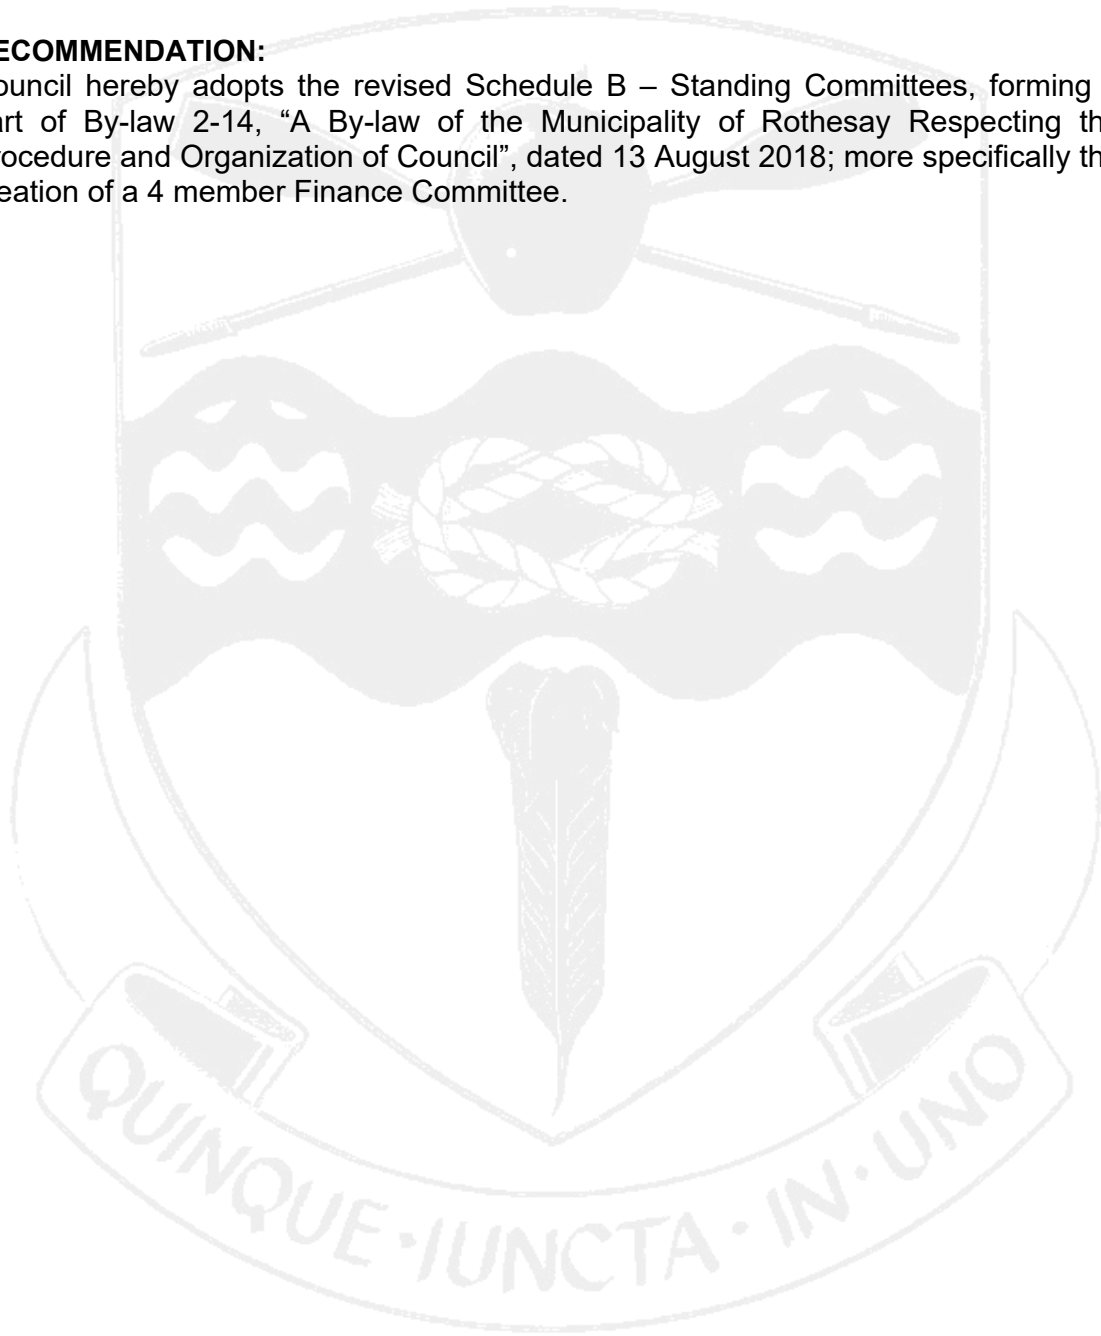 ECOMMENDATION:
ouncil hereby adopts the revised Schedule B – Standing Committees, forming
art of By-law 2-14, “A By-law of the Municipality of Rothesay Respecting th
rocedure and Organization of Council”, dated 13 August 2018; more specifically th
eation of a 4 member Finance Committee.
QUINQUE·IUNCTA·IN·UNO